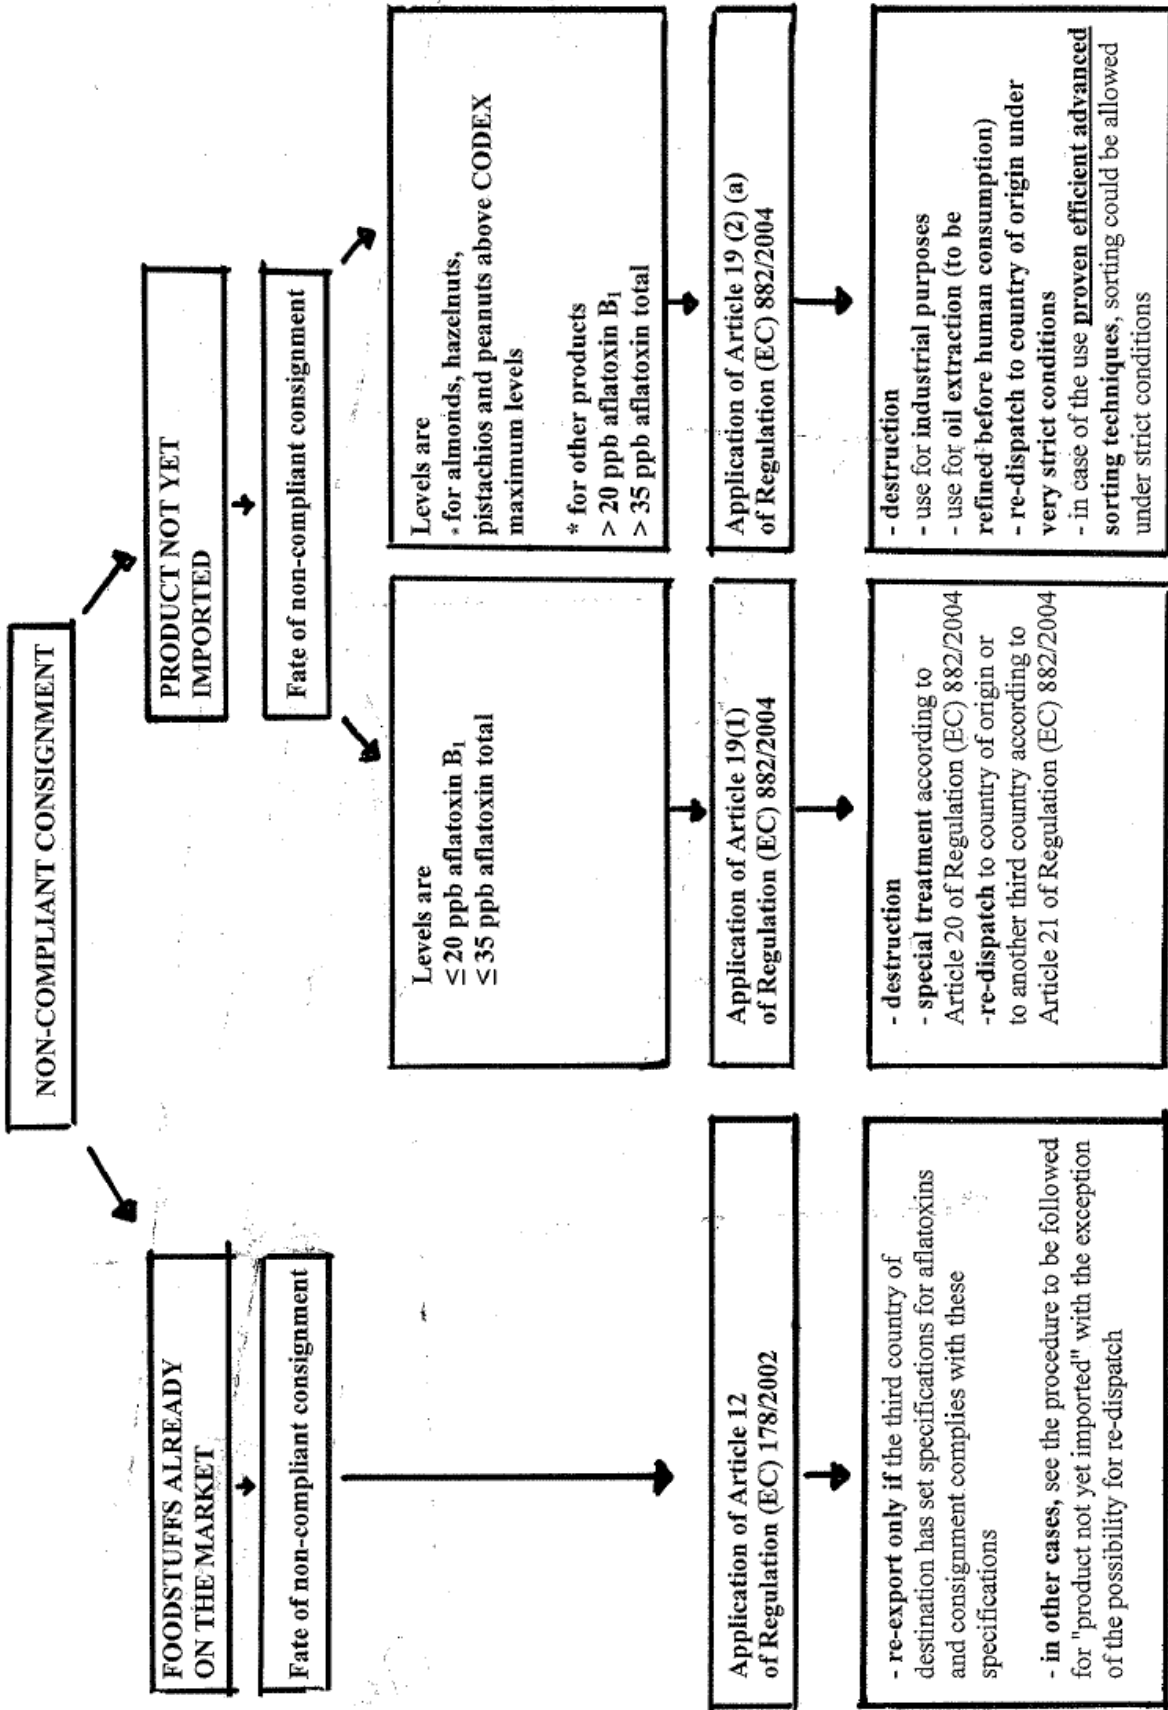 NON-COMPLIANT CONSIGNMENT
FOODSTUFFS ALREADY
ON THE MARKET
Fate of non-compliant consignment
Application of Article 12
of Regulation (EC) 178/2002
- re-export only if the third country of
destination has set specifications for aflatoxins
and consignment complies with these
specifications
- in other cases, see the procedure to be followed
for "product not yet imported" with the exception
of the possibility for re-dispatch
PRODUCT NOT YET
IMPORTED
Fate of non-compliant consignment
Levels are
≤ 20 ppb aflatoxin B₁
≤ 35 ppb aflatoxin total
Application of Article 19(1)
of Regulation (EC) 882/2004
- destruction
- special treatment according to
Article 20 of Regulation (EC) 882/2004
-re-dispatch to country of origin or
to another third country according to
Article 21 of Regulation (EC) 882/2004
Levels are
* for almonds, hazelnuts,
pistachios and peanuts above CODEX
maximum levels
* for other products
> 20 ppb aflatoxin B₁
> 35 ppb aflatoxin total
Application of Article 19 (2) (a)
of Regulation (EC) 882/2004
- destruction
- use for industrial purposes
- use for oil extraction (to be
refined before human consumption)
- re-dispatch to country of origin under
very strict conditions
- in case of the use proven efficient advanced
sorting techniques, sorting could be allowed
under strict conditions